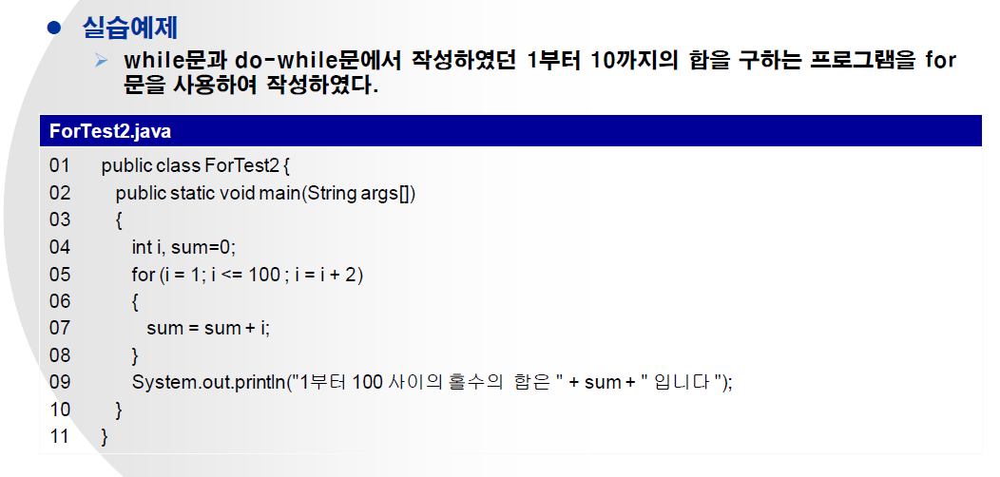 실습예제
while문과 do-while문에서 작성하였던 1부터 10까지의 합을 구하는 프로그램을 for
문을 사용하여 작성하였다.
ForTest2.java
01 public class ForTest2 {
02 public static void main(String args[])
03 {
04 int i, sum=0;
05 for (i = 1; i <= 100 ; i = i + 2)
06 {
07 sum = sum + i;
08 }
09 System.out.println("1부터 100 사이의 홀수의 합은 " + sum + " 입니다 ");
10 }
11 }